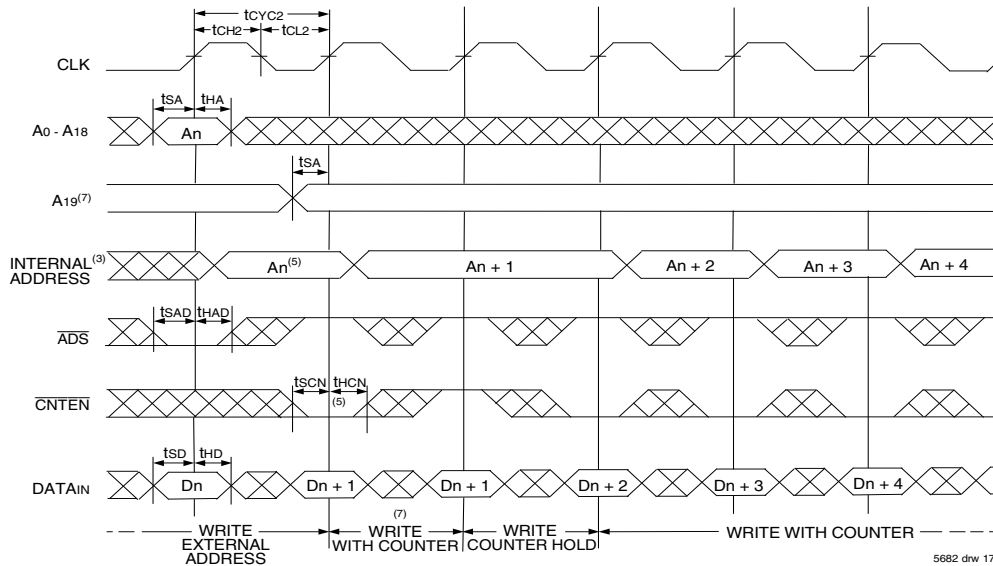 tCYC2
tCH2 tCL2
CLK
tSA tHA
A0 - A18 An
tSA
A19(7)
INTERNAL(3) ADDRESS An(5) An + 1 An + 2 An + 3 An + 4
tSAD tHAD
ADS
tSCN tHCN
CNTEN (5)
tSD tHD
DATAIN Dn Dn + 1 Dn + 1 Dn + 2 Dn + 3 Dn + 4
(7)
WRITE EXTERNAL ADDRESS
WRITE WITH COUNTER
WRITE COUNTER HOLD
WRITE WITH COUNTER
5682 drw 17